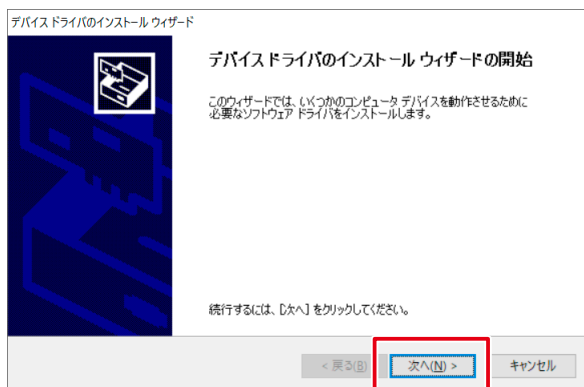 デバイス ドライバのインストール ウィザード
デバイス ドライバのインストール ウィザードの開始
このウィザードでは、いくつかのコンピュータ デバイスを動作させるために
必要なソフトウェア ドライバをインストールします。
続行するには、[次へ] をクリックしてください。
< 戻る(B)
次へ(N) >
キャンセル